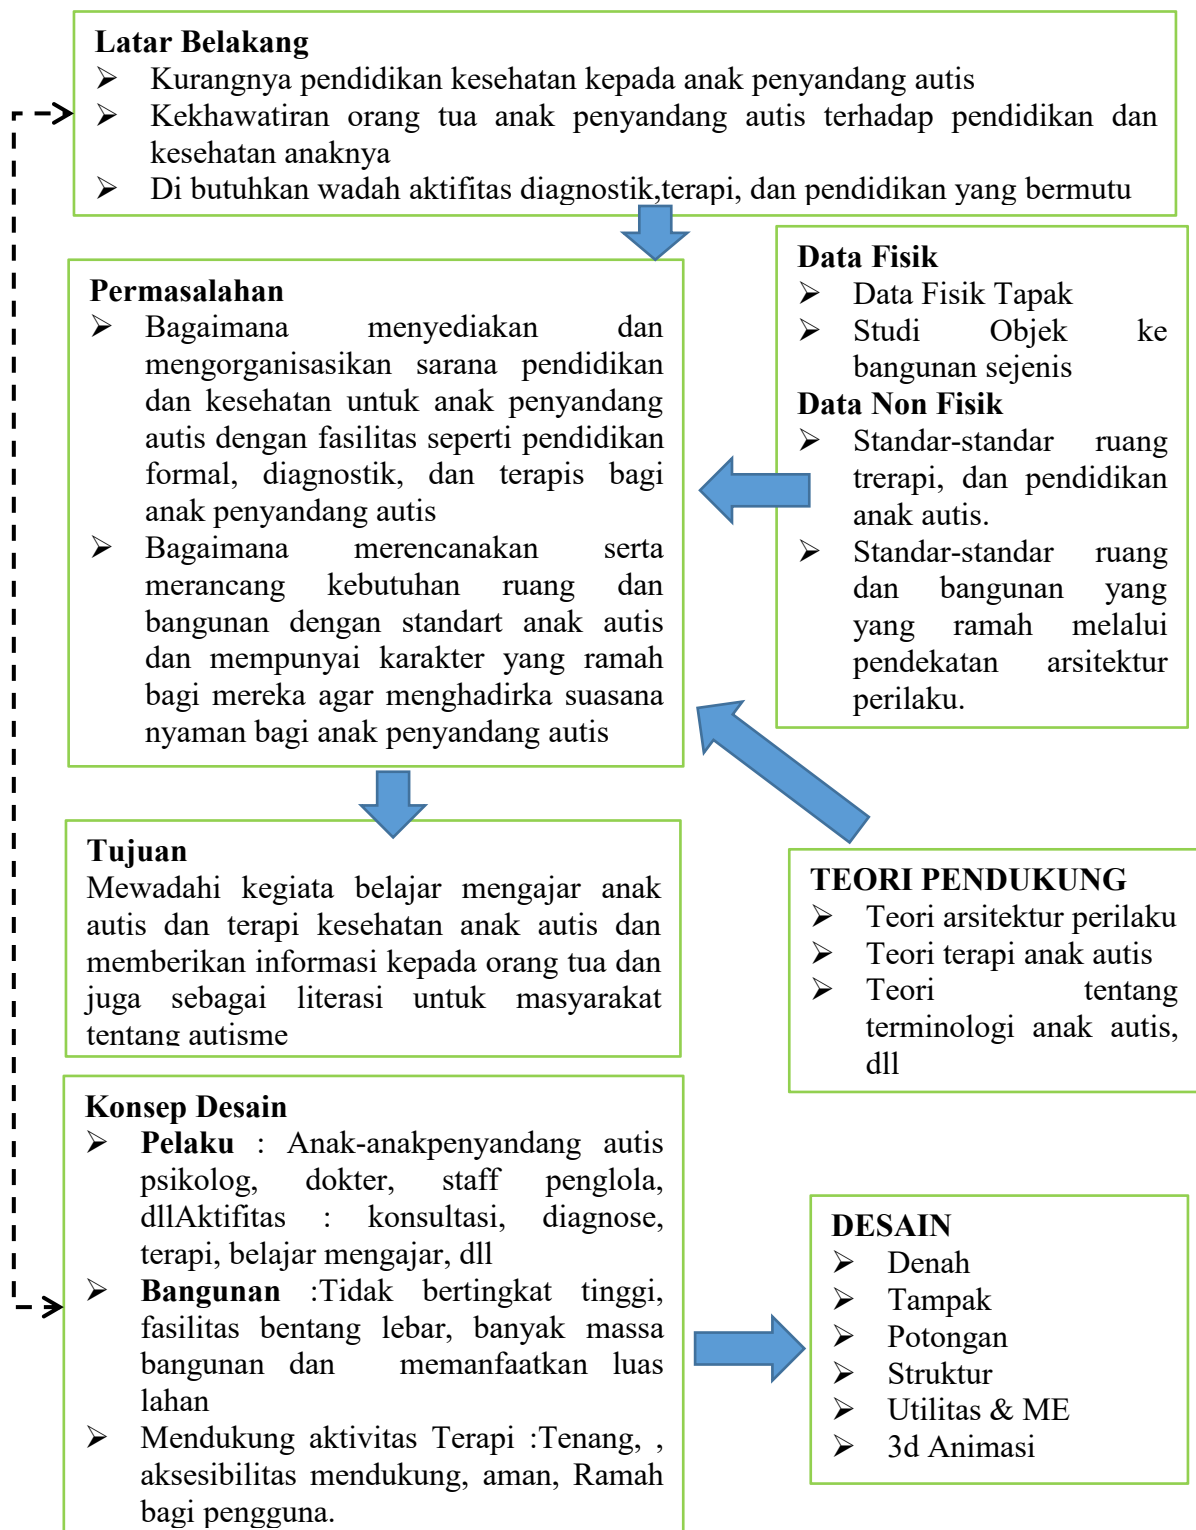 Latar Belakang
➢ Kurangnya pendidikan kesehatan kepada anak penyandang autis
➢ Kekhawatiran orang tua anak penyandang autis terhadap pendidikan dan
kesehatan anaknya
➢ Di butuhkan wadah aktifitas diagnostik,terapi, dan pendidikan yang bermutu
Permasalahan
➢ Bagaimana menyediakan dan
mengorganisasikan sarana pendidikan
dan kesehatan untuk anak penyandang
autis dengan fasilitas seperti pendidikan
formal, diagnostik, dan terapis bagi
anak penyandang autis
➢ Bagaimana merencanakan serta
merancang kebutuhan ruang dan
bangunan dengan standart anak autis
dan mempunyai karakter yang ramah
bagi mereka agar menghadirka suasana
nyaman bagi anak penyandang autis
Data Fisik
➢ Data Fisik Tapak
➢ Studi Objek ke
bangunan sejenis
Data Non Fisik
➢ Standar-standar ruang
trerapi, dan pendidikan
anak autis.
➢ Standar-standar ruang
dan bangunan yang
yang ramah melalui
pendekatan arsitektur
perilaku.
Tujuan
Mewadahi kegiata belajar mengajar anak
autis dan terapi kesehatan anak autis dan
memberikan informasi kepada orang tua dan
juga sebagai literasi untuk masyarakat
tentang autisme
TEORI PENDUKUNG
➢ Teori arsitektur perilaku
➢ Teori terapi anak autis
➢ Teori tentang
terminologi anak autis,
dll
Konsep Desain
➢ Pelaku : Anak-anakpenyandang autis
psikolog, dokter, staff penglola,
dllAktifitas : konsultasi, diagnose,
terapi, belajar mengajar, dll
➢ Bangunan :Tidak bertingkat tinggi,
fasilitas bentang lebar, banyak massa
bangunan dan memanfaatkan luas
lahan
➢ Mendukung aktivitas Terapi :Tenang, ,
aksesibilitas mendukung, aman, Ramah
bagi pengguna.
DESAIN
➢ Denah
➢ Tampak
➢ Potongan
➢ Struktur
➢ Utilitas & ME
➢ 3d Animasi